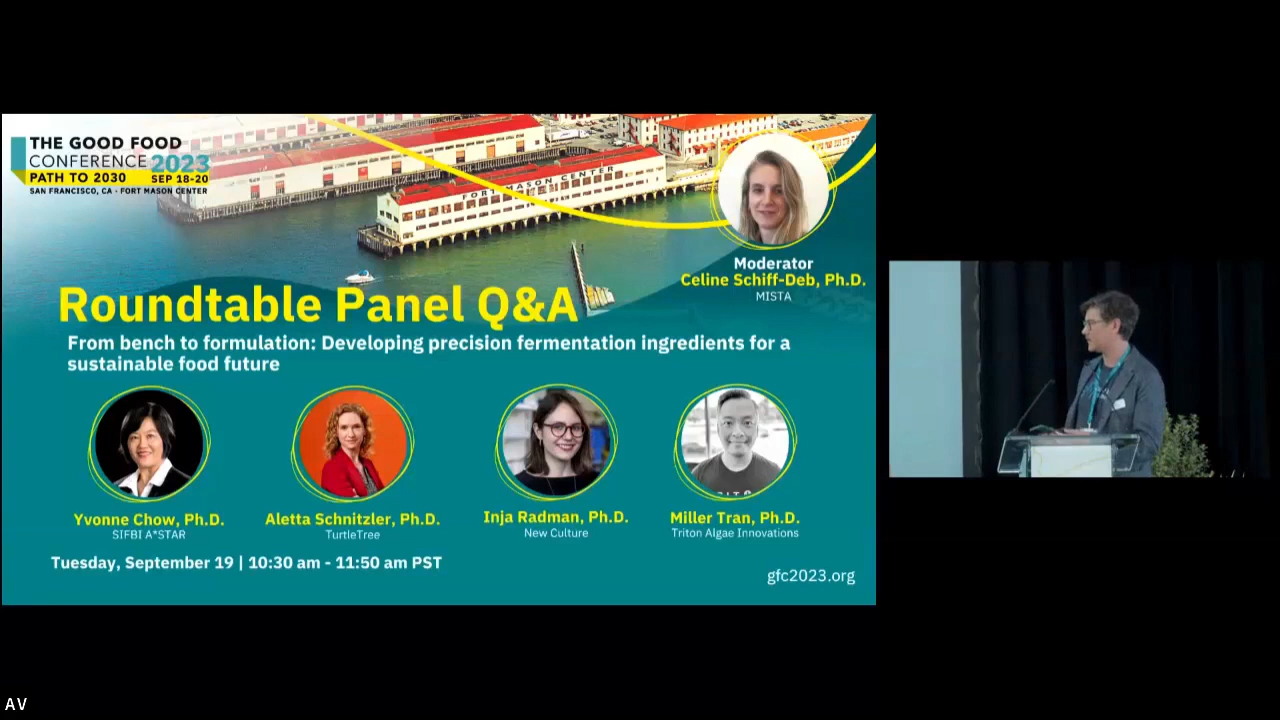 THE GOOD FOOD
CONFERENCE 2023
PATH TO 2030 SEP 18-20
SAN FRANCISCO, CA - FORT MASON CENTER
FORT MASON CENTER
Moderator
Celine Schiff-Deb, Ph.D.
MISTA
Roundtable Panel Q&A
From bench to formulation: Developing precision fermentation ingredients for a
sustainable food future
Yvonne Chow, Ph.D.
SIFBI A*STAR
Aletta Schnitzler, Ph.D.
TurtleTree
Inja Radman, Ph.D.
New Culture
Miller Tran, Ph.D.
Triton Algae Innovations
Tuesday, September 19 | 10:30 am - 11:50 am PST
gfc2023.org
AV